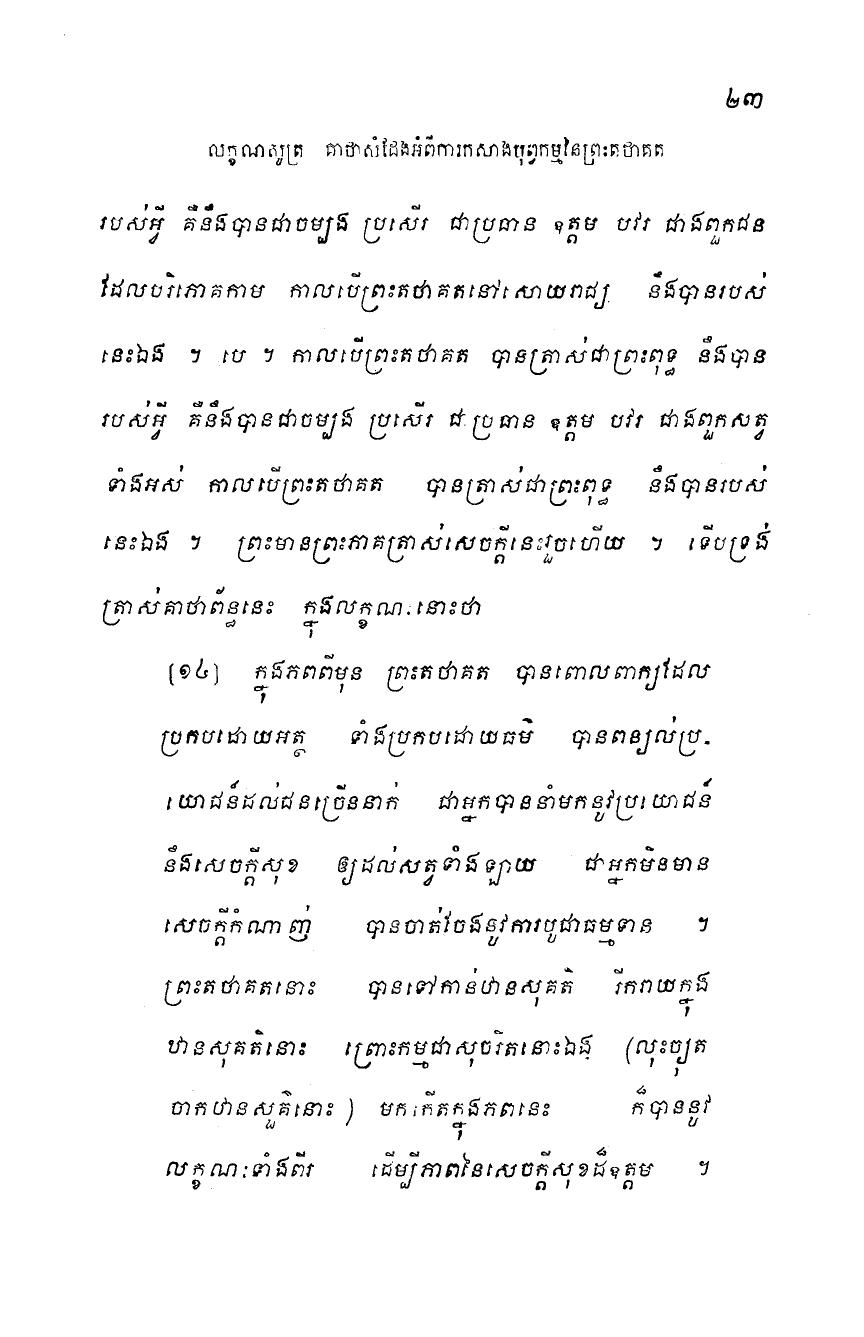 ២៣
លក្ខណសូត្រ គាថាសំដែងអំពីការកសាងបុព្វកម្មនៃព្រះតថាគត
របស់អ្វី គឺនឹងបានជាចម្បង ប្រសើរ ជាប្រធាន ឧត្តម បវរ ជាងពួកជន
ដែលបរិភោគកាម កាលបើព្រះតថាគតនៅសោយរាជ្យ នឹងបានរបស់
នេះឯង ។ បេ ។ កាលបើព្រះតថាគត បានត្រាស់ជាព្រះពុទ្ធ នឹងបាន
របស់អ្វី គឺនឹងបានជាចម្បង ប្រសើរ ជាប្រធាន ឧត្តម បវរ ជាងពួកសត្វ
ទាំងអស់ កាលបើព្រះតថាគត បានត្រាស់ជាព្រះពុទ្ធ នឹងបានរបស់
នេះឯង ។ ព្រះមានព្រះភាគត្រាស់សេចក្តីនេះរួចហើយ ។ ទើបទ្រង់
ត្រាស់គាថាព័ន្ធនេះ ក្នុងលក្ខណៈនោះថា
[១៤] ក្នុងភពពីមុន ព្រះតថាគត បានពោលពាក្យដែល
ប្រកបដោយអត្ថ ទាំងប្រកបដោយធម៌ បានពន្យល់ប្រ-
យោជន៍ដល់ជនច្រើននាក់ ជាអ្នកបាននាំមកនូវប្រយោជន៍
នឹងសេចក្តីសុខ ឲ្យដល់សត្វទាំងឡាយ ជាអ្នកមិនមាន
សេចក្តីកំណាញ់ បានចាត់ចែងនូវការបូជាធម្មទាន ។
ព្រះតថាគតនោះ បានទៅកាន់ឋានសុគតិ រីករាយក្នុង
ឋានសុគតិនោះ ព្រោះកម្មជាសុចរិតនោះឯង (លុះច្យុត
ចាកឋានសួគ៌នោះ) មកកើតក្នុងភពនេះ ក៏បាននូវ
លក្ខណៈទាំងពីរ ដើម្បីភាពនៃសេចក្តីសុខដ៏ឧត្តម ។